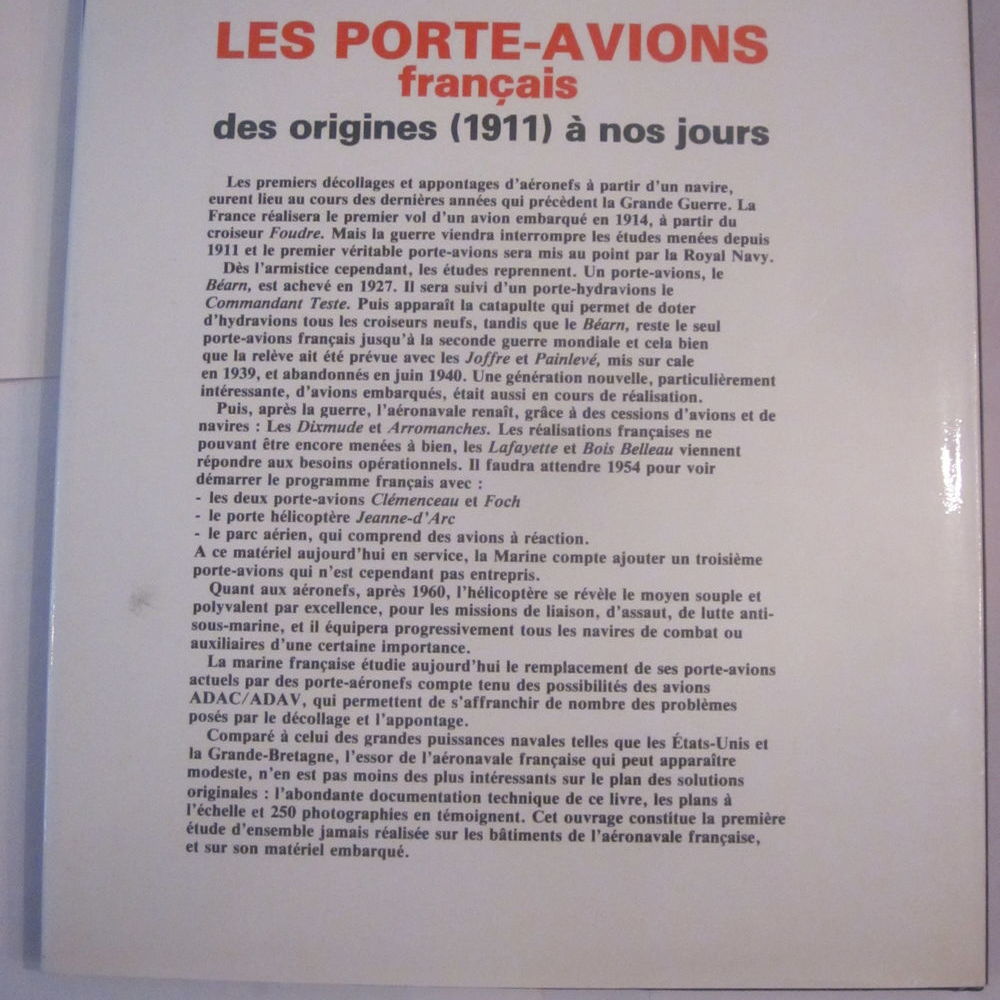 LES PORTE-AVIONS
français
des origines (1911) à nos jours
Les premiers décollages et appontages d'aéronefs à partir d'un navire,
eurent lieu au cours des dernières années qui précèdent la Grande Guerre. La
France réalisera le premier vol d'un avion embarqué en 1914, à partir du
croiseur Foudre. Mais la guerre viendra interrompre les études menées depuis
1911 et le premier véritable porte-avions sera mis au point par la Royal Navy.
Dès l'armistice cependant, les études reprennent. Un porte-avions, le
Béarn, est achevé en 1927. Il sera suivi d'un porte-hydravions le
Commandant Teste. Puis apparaît la catapulte qui permet de doter
d'hydravions tous les croiseurs neufs, tandis que le Béarn, reste le seul
porte-avions français jusqu'à la seconde guerre mondiale et cela bien
que la relève ait été prévue avec les Joffre et Painlevé, mis sur cale
en 1939, et abandonnés en juin 1940. Une génération nouvelle, particulièrement
intéressante, d'avions embarqués, était aussi en cours de réalisation.
Puis, après la guerre, l'aéronavale renaît, grâce à des cessions d'avions et de
navires : Les Dixmude et Arromanches. Les réalisations françaises ne
pouvant être encore menées à bien, les Lafayette et Bois Belleau viennent
répondre aux besoins opérationnels. Il faudra attendre 1954 pour voir
démarrer le programme français avec :
- les deux porte-avions Clémenceau et Foch
- le porte hélicoptère Jeanne-d'Arc
- le parc aérien, qui comprend des avions à réaction.
A ce matériel aujourd'hui en service, la Marine compte ajouter un troisième
porte-avions qui n'est cependant pas entrepris.
Quant aux aéronefs, après 1960, l'hélicoptère se révèle le moyen souple et
polyvalent par excellence, pour les missions de liaison, d'assaut, de lutte anti-
sous-marine, et il équipera progressivement tous les navires de combat ou
auxiliaires d'une certaine importance.
La marine française étudie aujourd'hui le remplacement de ses porte-avions
actuels par des porte-aéronefs compte tenu des possibilités des avions
ADAC/ADAV, qui permettent de s'affranchir de nombre des problèmes
posés par le décollage et l'appontage.
Comparé à celui des grandes puissances navales telles que les États-Unis et
la Grande-Bretagne, l'essor de l'aéronavale française qui peut apparaître
modeste, n'en est pas moins des plus intéressants sur le plan des solutions
originales : l'abondante documentation technique de ce livre, les plans à
l'échelle et 250 photographies en témoignent. Cet ouvrage constitue la première
étude d'ensemble jamais réalisée sur les bâtiments de l'aéronavale française,
et sur son matériel embarqué.